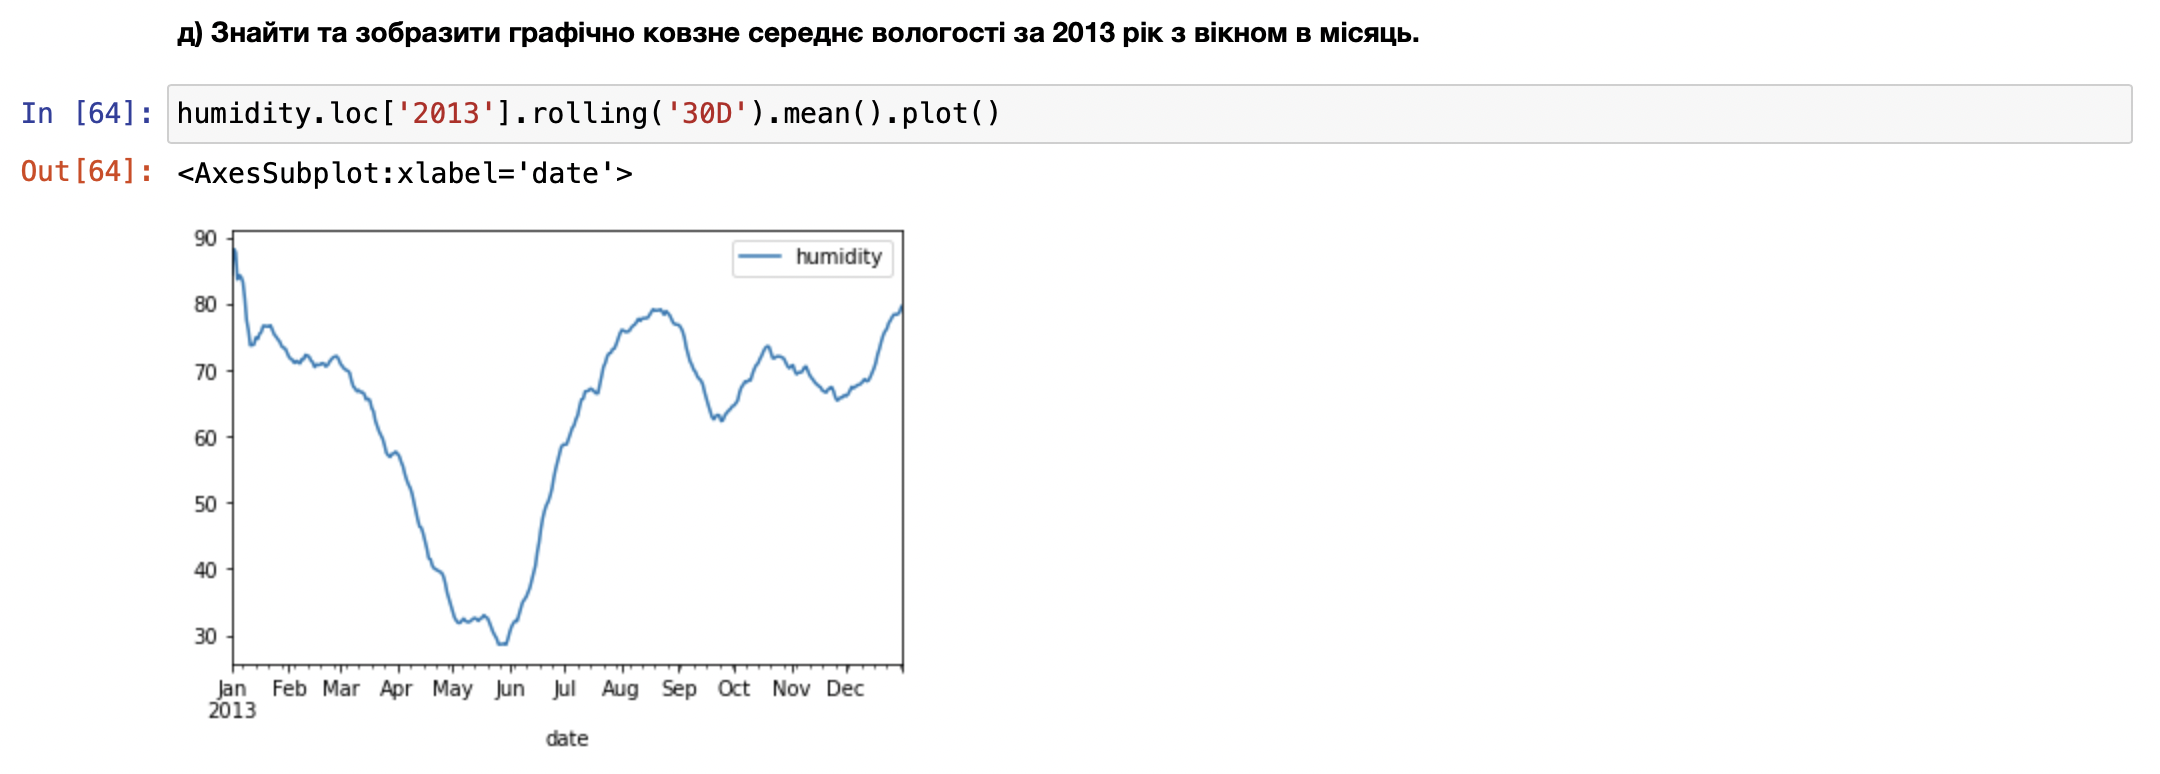 д) Знайти та зобразити графічно ковзне середнє вологості за 2013 рік з вікном в місяць.
In [64]: humidity.loc['2013'].rolling('30D').mean().plot()
Out[64]: <AxesSubplot:xlabel='date'>
humidity
90
80
70
60
50
40
30
Jan Feb Mar Apr May Jun Jul Aug Sep Oct Nov Dec
2013
date